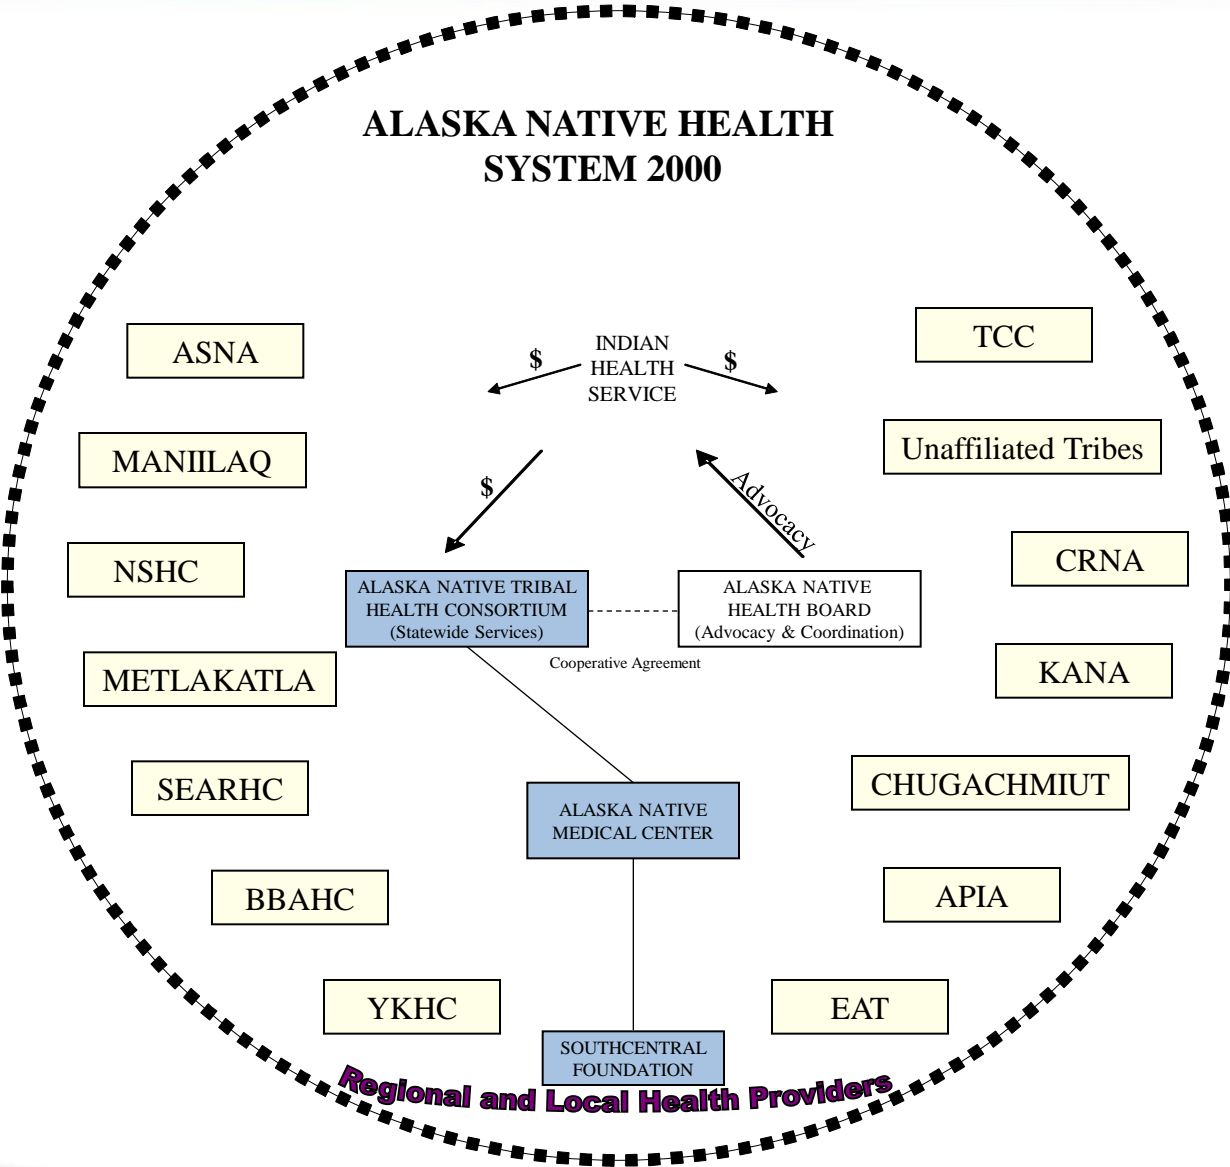 ALASKA NATIVE HEALTH
SYSTEM 2000
ASNA
MANIILAQ
NSHC
METLAKATLA
SEARHC
BBAHC
YKHC
$
INDIAN
HEALTH
SERVICE
$
$
Advocacy
ALASKA NATIVE TRIBAL
HEALTH CONSORTIUM
(Statewide Services)
ALASKA NATIVE
HEALTH BOARD
(Advocacy & Coordination)
Cooperative Agreement
ALASKA NATIVE
MEDICAL CENTER
SOUTHCENTRAL
FOUNDATION
TCC
Unaffiliated Tribes
CRNA
KANA
CHUGACHMIUT
APIA
EAT
Regional and Local Health Providers